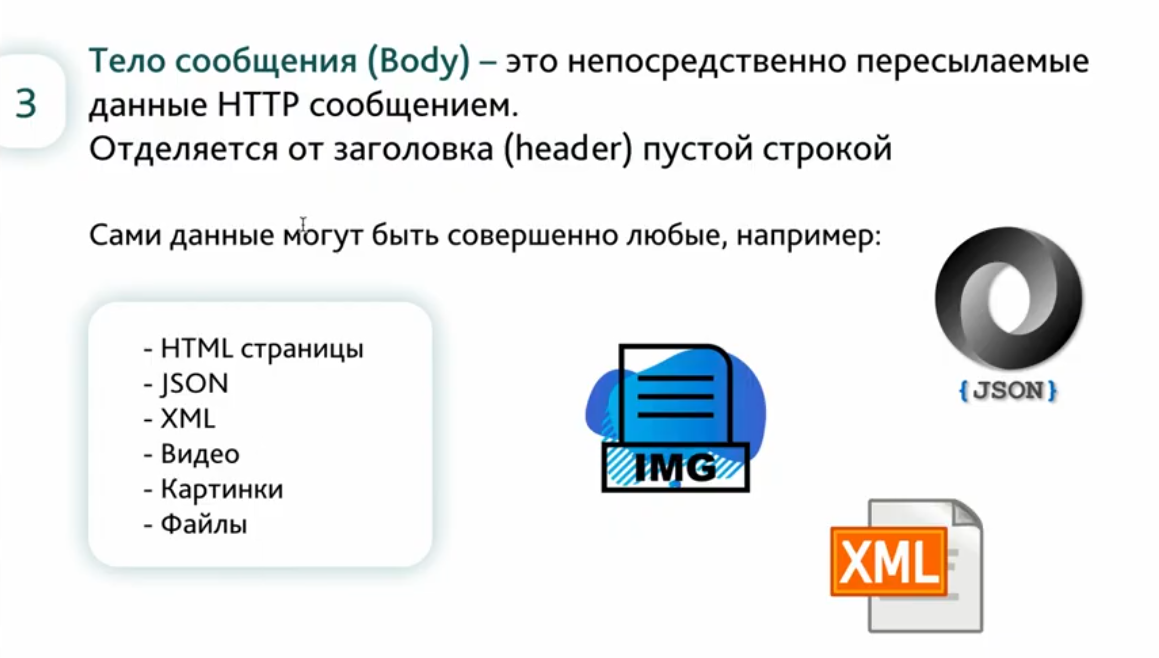 3
Тело сообщения (Body) – это непосредственно пересылаемые
данные HTTP сообщением.
Отделяется от заголовка (header) пустой строкой
Сами данные могут быть совершенно любые, например:
- HTML страницы
- JSON
- XML
- Видео
- Картинки
- Файлы
IMG
{JSON}
XML